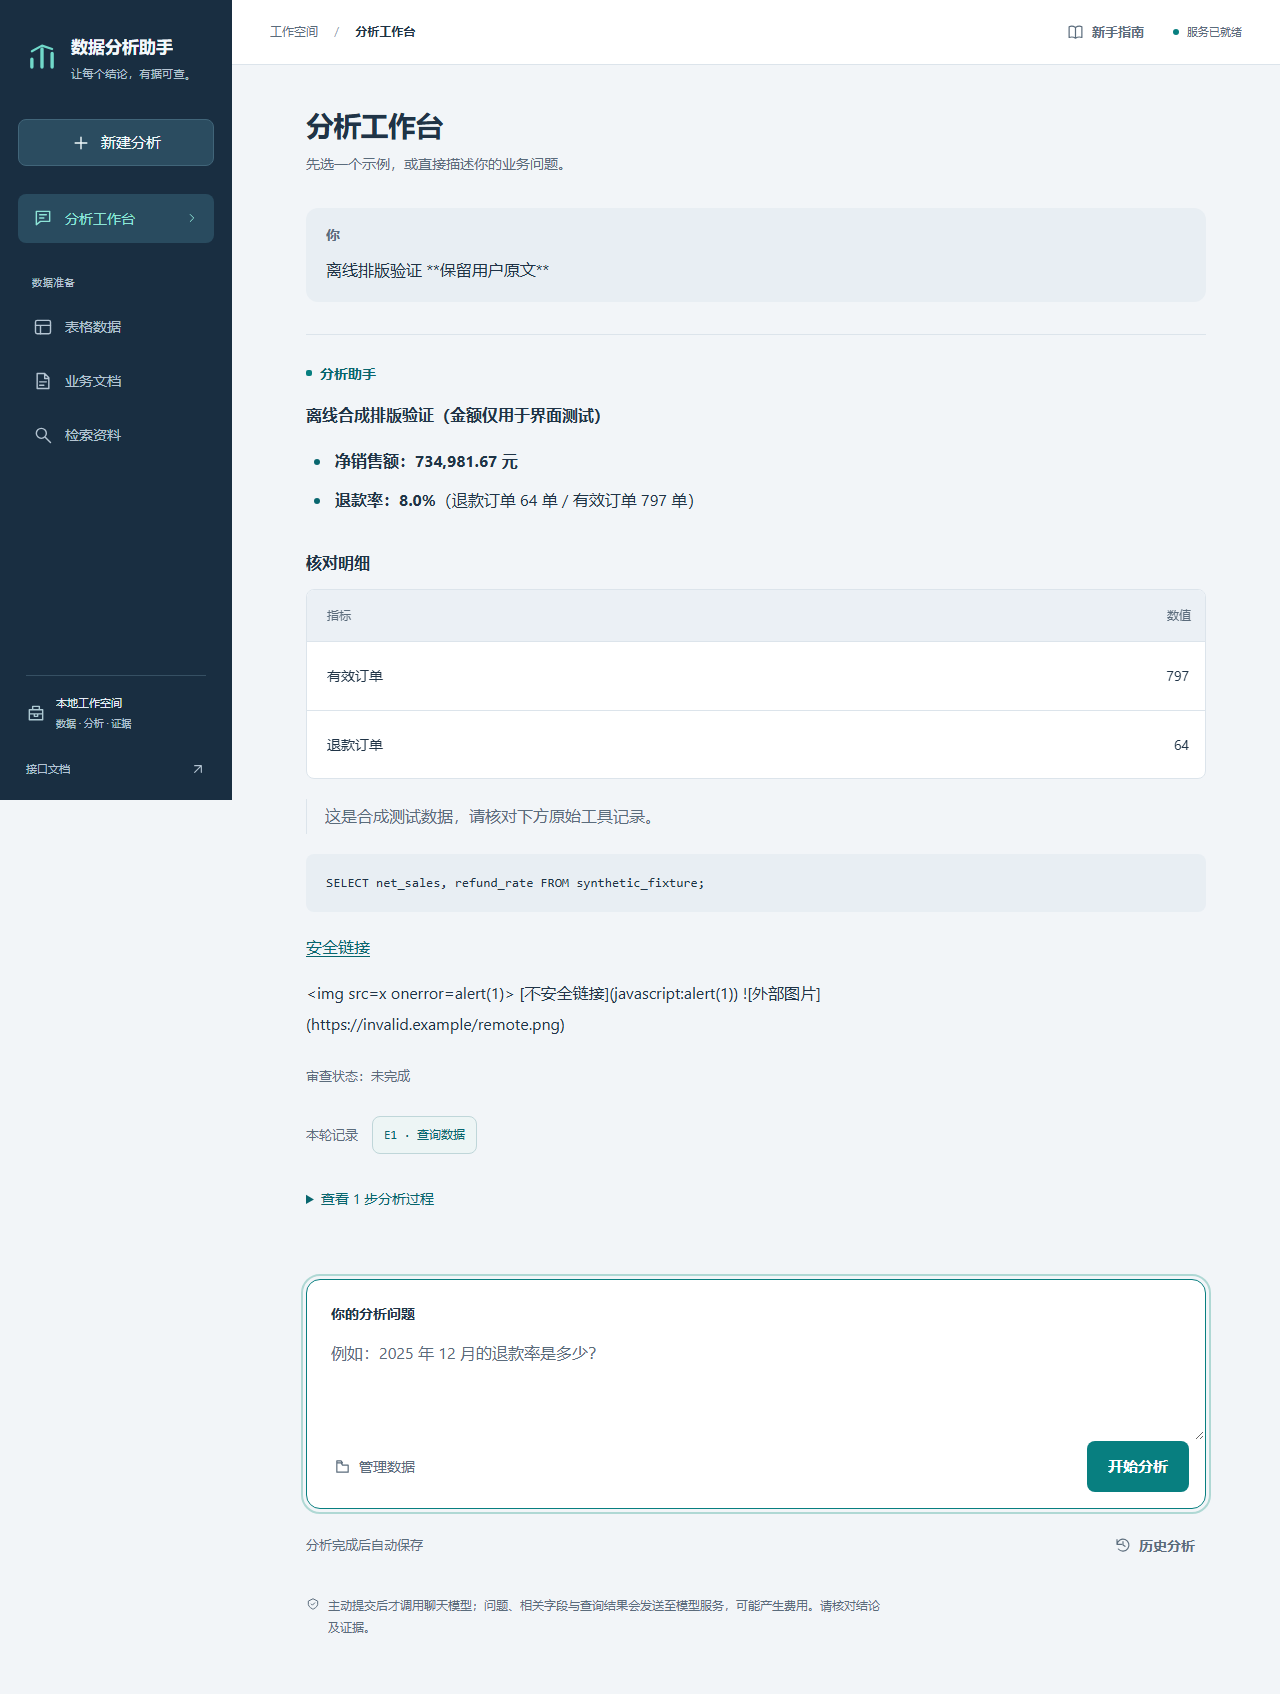 数据分析助手
让每个结论，有据可查。
新建分析
分析工作台
数据准备
表格数据
业务文档
检索资料
本地工作空间
数据 · 分析 · 证据
接口文档
工作空间 / 分析工作台
新手指南
服务已就绪
分析工作台
先选一个示例，或直接描述你的业务问题。
你
离线排版验证 **保留用户原文**
分析助手
离线合成排版验证（金额仅用于界面测试）
净销售额：734,981.67 元
退款率：8.0%（退款订单 64 单 / 有效订单 797 单）
核对明细
指标 数值
有效订单 797
退款订单 64
这是合成测试数据，请核对下方原始工具记录。
SELECT net_sales, refund_rate FROM synthetic_fixture;
安全链接
<img src=x onerror=alert(1)> [不安全链接](javascript:alert(1)) ![外部图片]
(https://invalid.example/remote.png)
审查状态：未完成
本轮记录 E1 · 查询数据
查看 1 步分析过程
你的分析问题
例如：2025 年 12 月的退款率是多少？
管理数据
开始分析
分析完成后自动保存
历史分析
主动提交后才调用聊天模型；问题、相关字段与查询结果会发送至模型服务，可能产生费用。请核对结论
及证据。